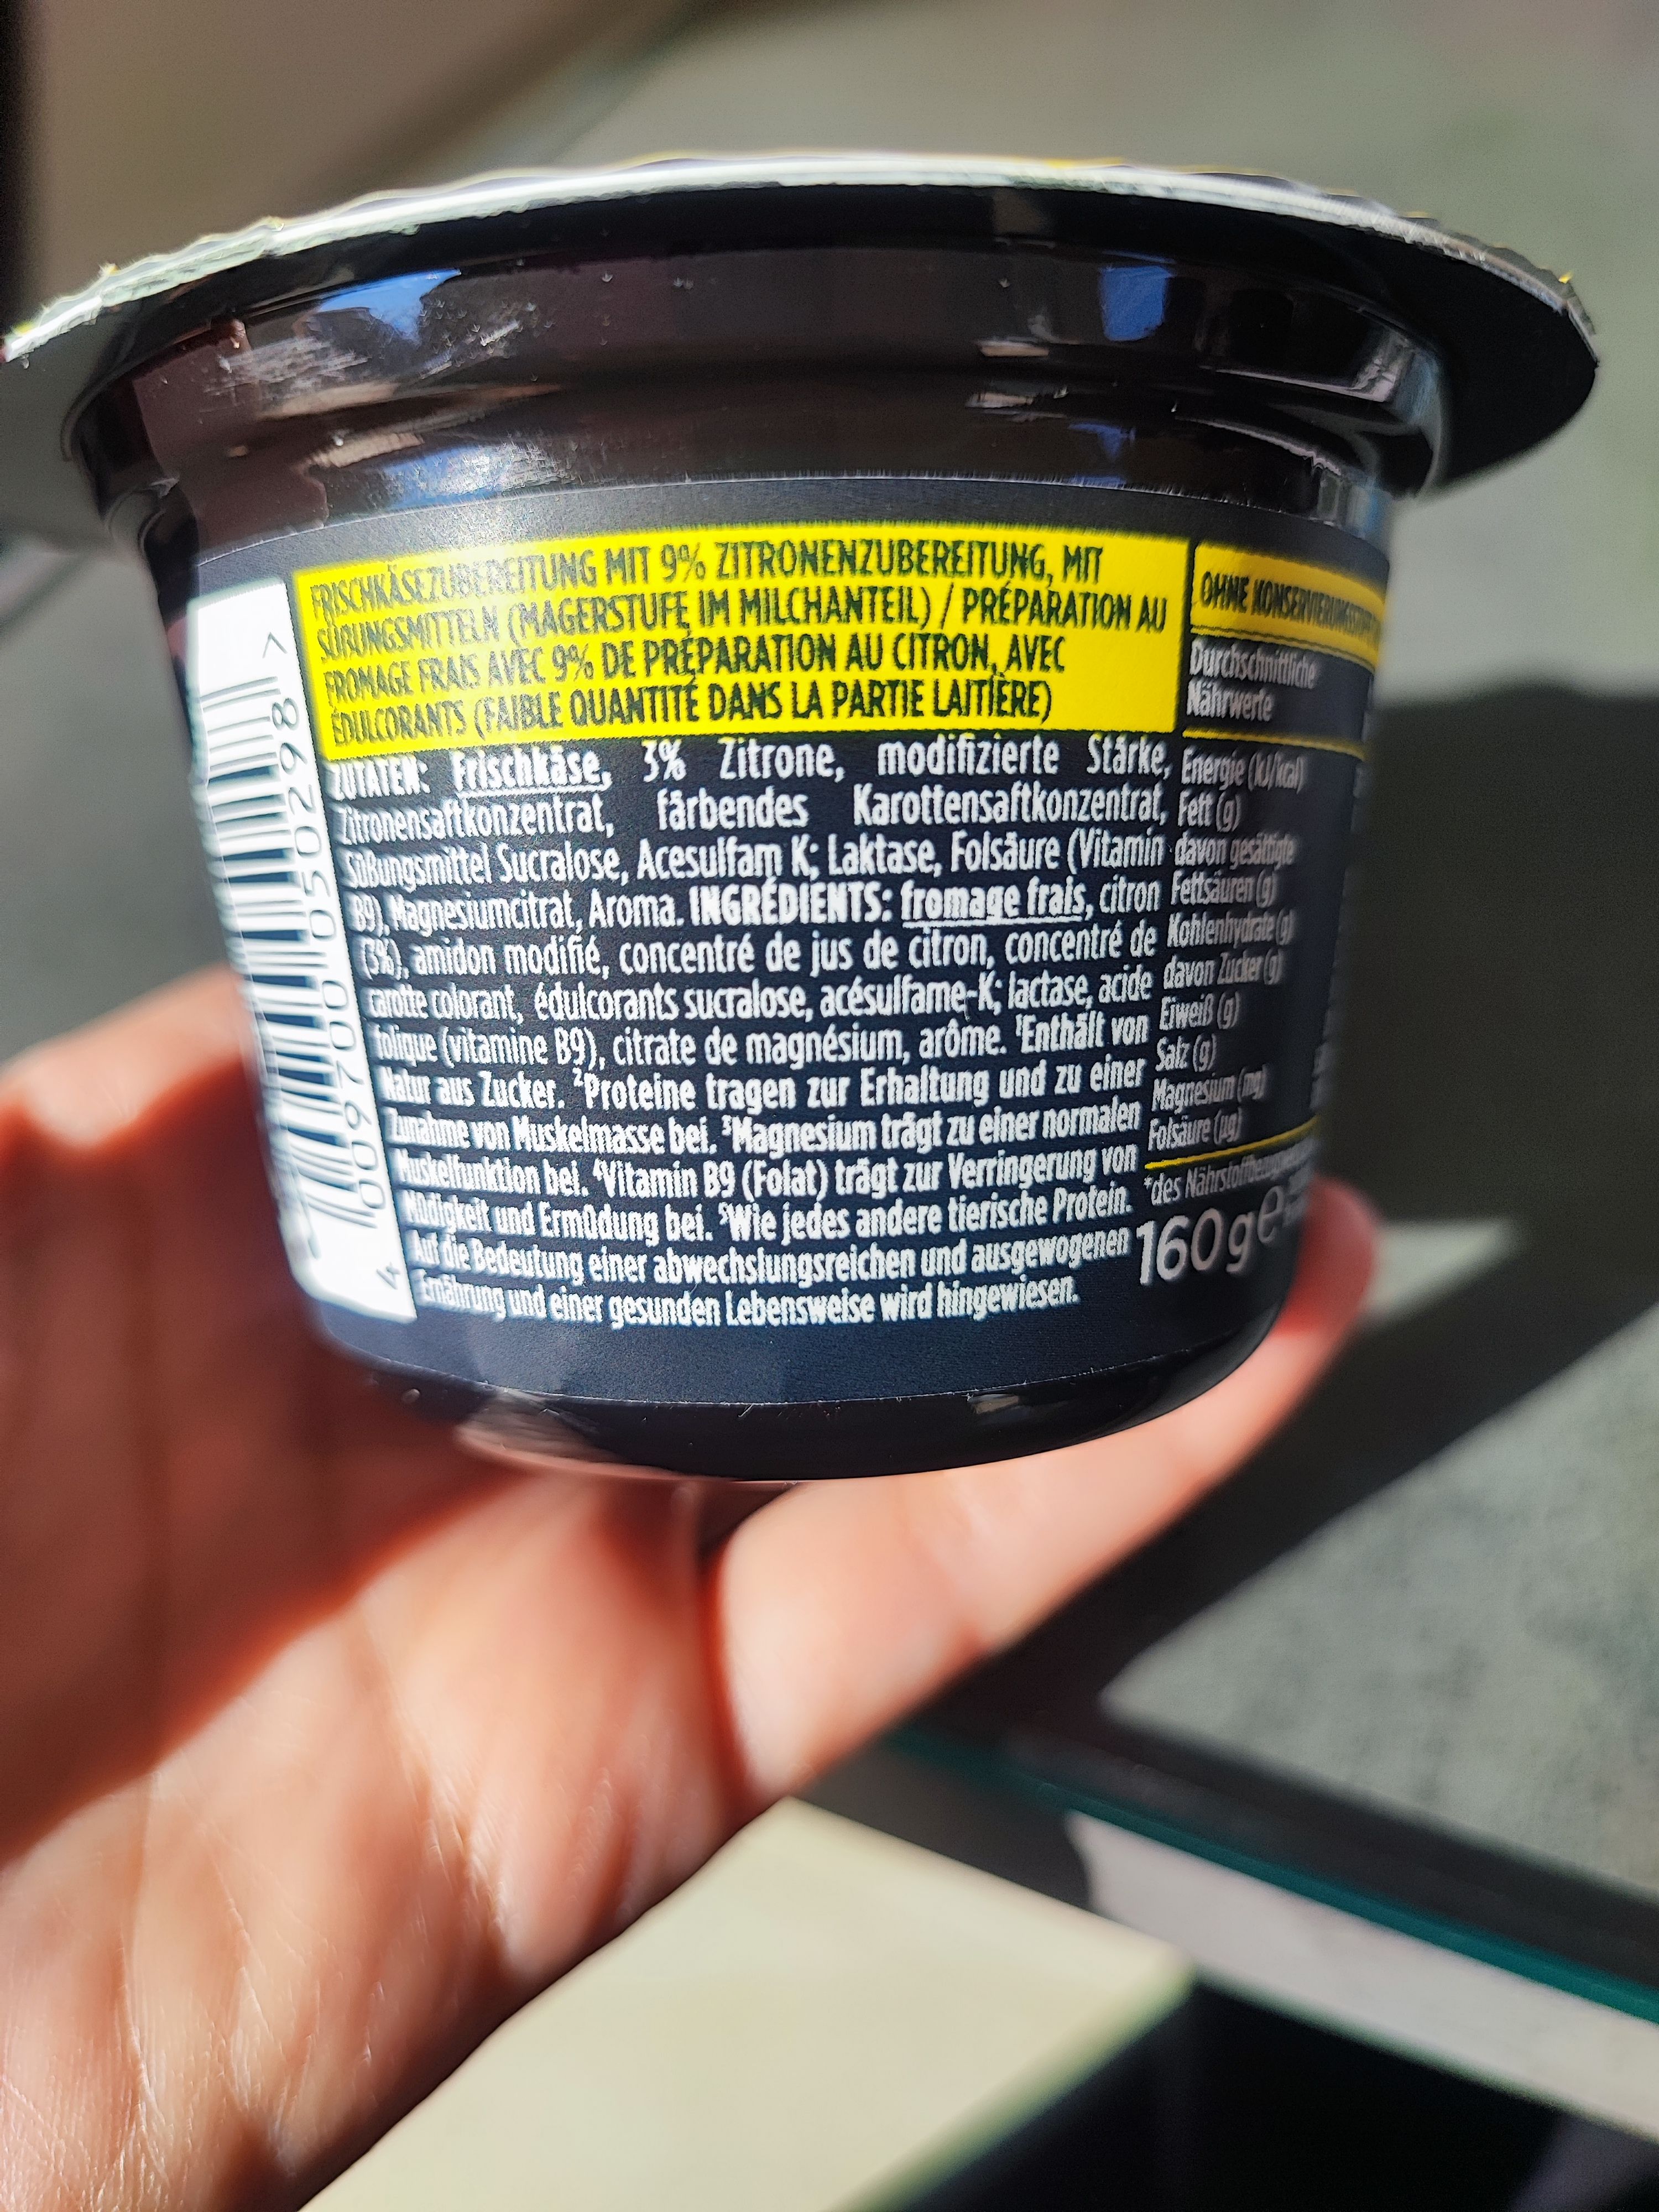 FRISCHKÄSEZUBEREITUNG MIT 9% ZITRONENZUBEREITUNG, MIT
SÜßUNGSMITTELN (MAGERSTUFE IM MILCHANTEIL) / PRÉPARATION AU
FROMAGE FRAIS AVEC 9% DE PRÉPARATION AU CITRON, AVEC
ÉDULCORANTS (FAIBLE QUANTITÉ DANS LA PARTIE LAITIÈRE)
ZUTATEN: Frischkäse, 3% Zitrone, modifizierte Stärke,
Zitronensaftkonzentrat, färbendes Karottensaftkonzentrat,
Süßungsmittel Sucralose, Acesulfam K; Laktase, Folsäure (Vitamin
B9), Magnesiumcitrat, Aroma. INGRÉDIENTS: fromage frais, citron
(3%), amidon modifié, concentré de jus de citron, concentré de
carotte colorant, édulcorants sucralose, acésulfame-K; lactase, acide
folique (vitamine B9), citrate de magnésium, arôme. ¹Enthält von
Natur aus Zucker. ²Proteine tragen zur Erhaltung und zu einer
Zunahme von Muskelmasse bei. ³Magnesium trägt zu einer normalen
Muskelfunktion bei. ⁴Vitamin B9 (Folat) trägt zur Verringerung von
Müdigkeit und Ermüdung bei. ⁵Wie jedes andere tierische Protein.
Auf die Bedeutung einer abwechslungsreichen und ausgewogenen
Ernährung und einer gesunden Lebensweise wird hingewiesen.
4 009700 050298 >
OHNE
Durchschnittliche
Nährwerte
Energie (kJ/kcal)
Fett (g)
davon gesättigte
Fettsäuren (g)
Kohlenhydrate (g)
davon Zucker (g)
Eiweiß (g)
Salz (g)
Magnesium (mg)
Folsäure (µg)
*des
160g e